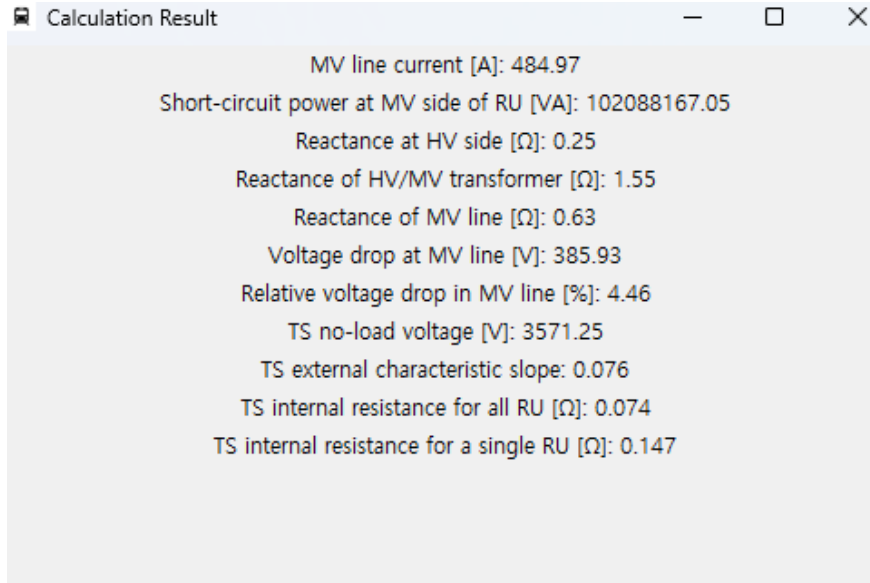 Calculation Result
MV line current [A]: 484.97
Short-circuit power at MV side of RU [VA]: 102088167.05
Reactance at HV side [Ω]: 0.25
Reactance of HV/MV transformer [Ω]: 1.55
Reactance of MV line [Ω]: 0.63
Voltage drop at MV line [V]: 385.93
Relative voltage drop in MV line [%]: 4.46
TS no-load voltage [V]: 3571.25
TS external characteristic slope: 0.076
TS internal resistance for all RU [Ω]: 0.074
TS internal resistance for a single RU [Ω]: 0.147